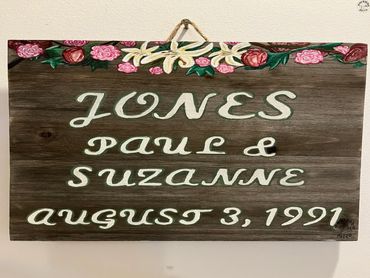 JONES
PAUL &
SUZANNE
AUGUST 3, 1991